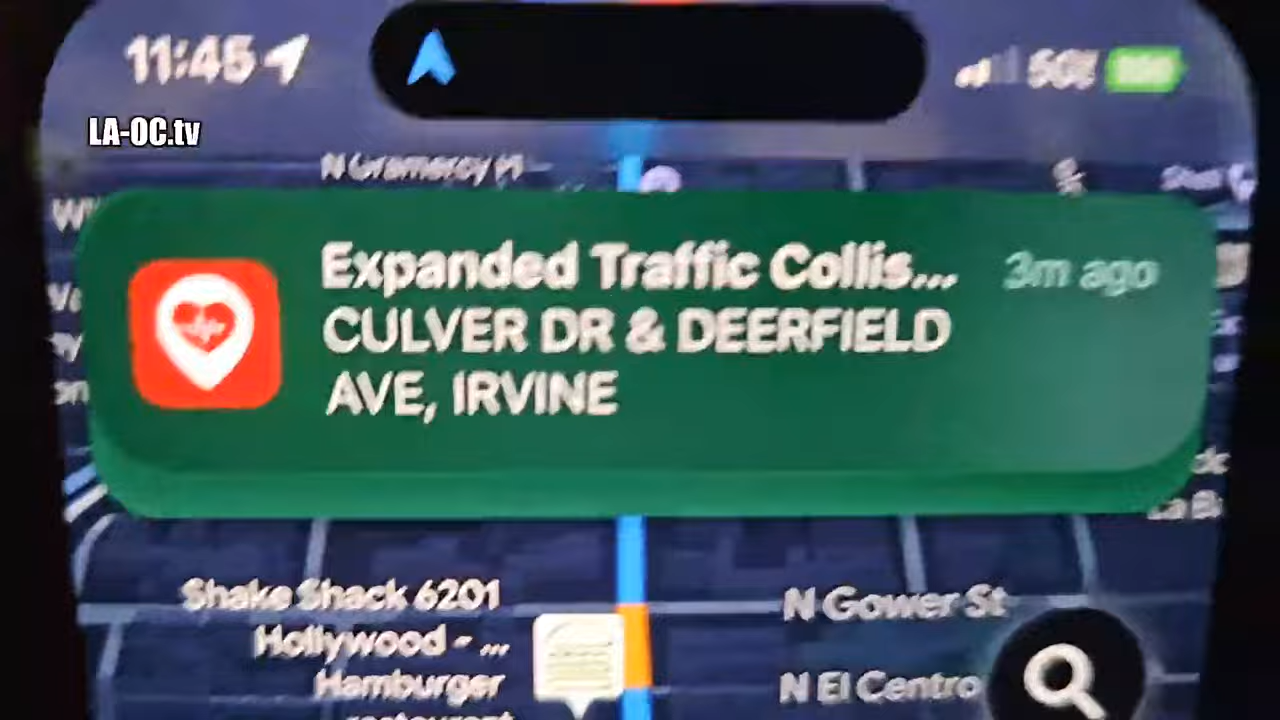 11:45
50%
LA-OC.tv
N Gramercy Pl
Expanded Traffic Collis...
3m ago
CULVER DR & DEERFIELD
AVE, IRVINE
Shake Shack 6201
Hollywood - ...
Hamburger
restaurant
N Gower St
N El Centro